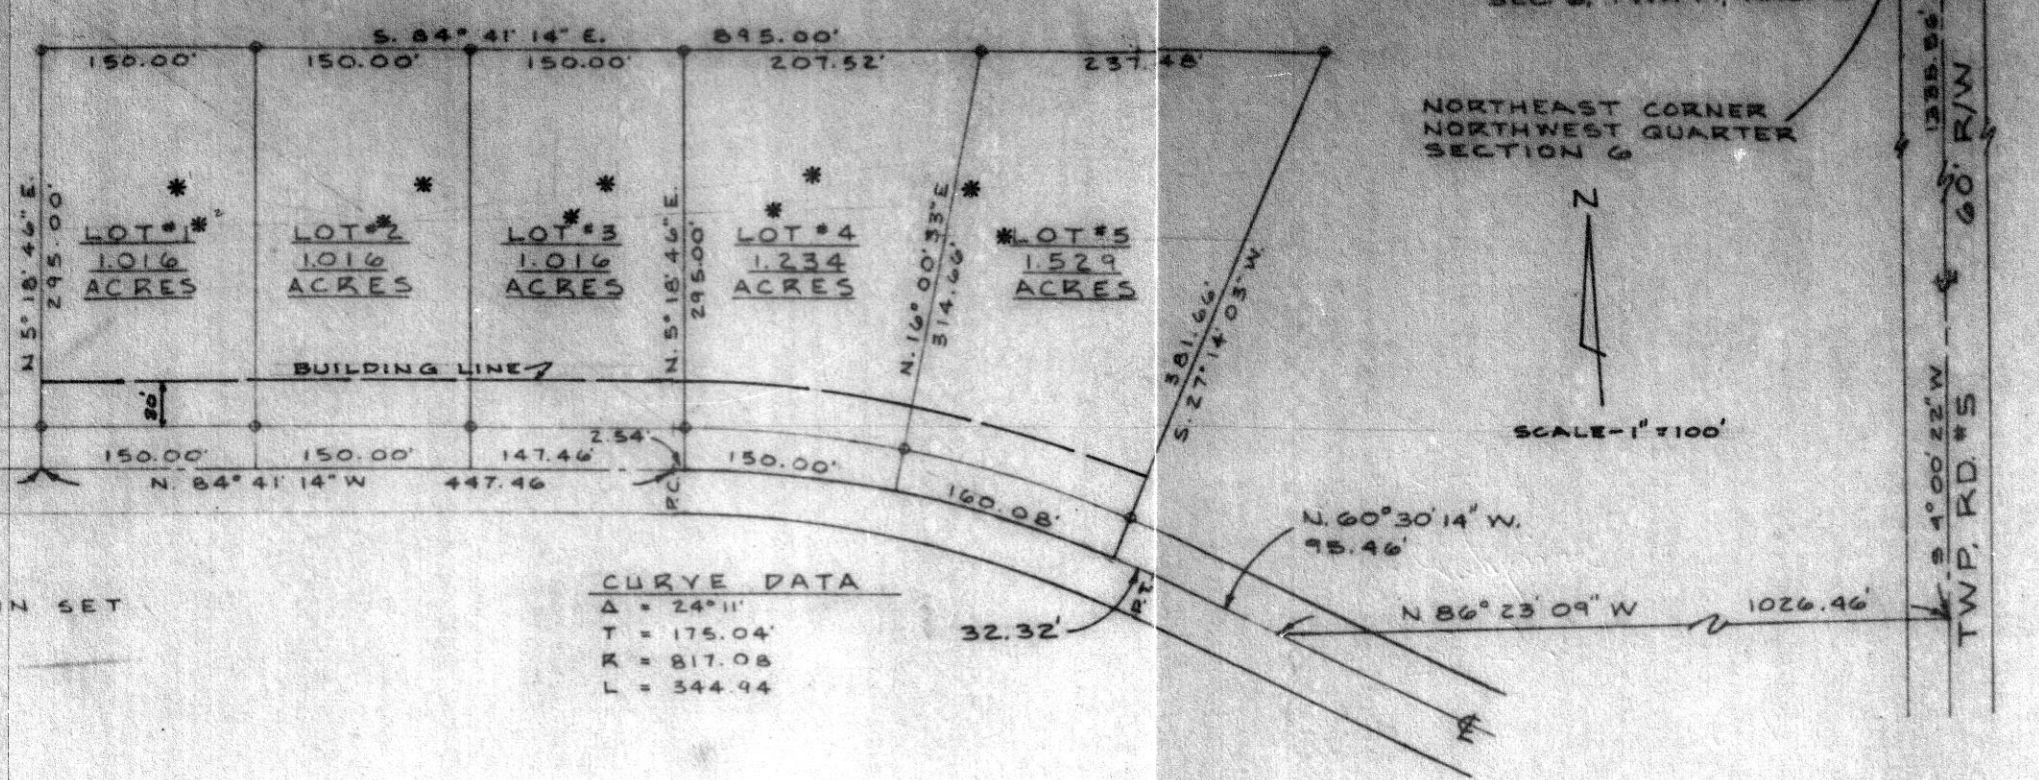 S. 84° 41' 14" E. 895.00'
150.00' 150.00' 150.00' 207.52' 237.48'
NORTHEAST CORNER
NORTHWEST QUARTER
SECTION 6
N
SCALE-1"=100'
N 5° 18' 46" E.
295.00'
LOT #1
1.016
ACRES
LOT #2
1.016
ACRES
LOT #3
1.016
ACRES
N. 5° 18' 46" E.
295.00'
LOT #4
1.234
ACRES
N. 16° 00' 33" E
314.66'
LOT #5
1.529
ACRES
381.66'
S. 27° 14' 03" W.
BUILDING LINE
150.00' 150.00' 147.46' 2.54' 150.00' 160.08'
N. 84° 41' 14" W 447.46
P.C.
N. 60° 30' 14" W.
95.46'
N 86° 23' 09" W 1026.46'
32.32'
P.T.
CURVE DATA
Δ = 24° 11'
T = 175.04'
R = 817.08
L = 344.94
N SET
60' R/W
TWP. RD. #5